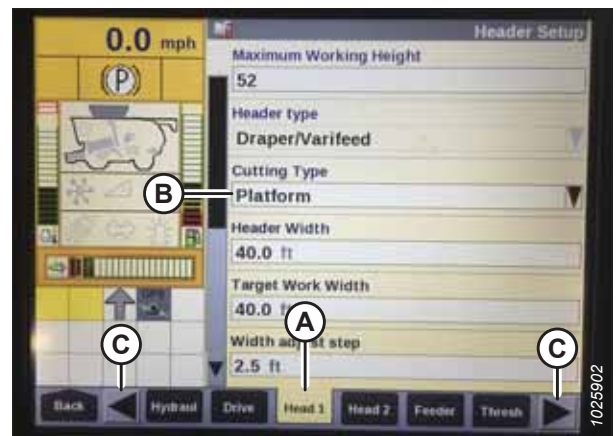 0.0 mph
Header Setup
(P)
Maximum Working Height
52
Header type
Draper/Varifeed
Cutting Type
B
Platform
Header Width
40.0 ft
Target Work Width
40.0
A
Width adjust step
C
C
2.5 ft
Back
Hydraul
Drive
Head 1
Head 2
Feeder
Thresh
1025902